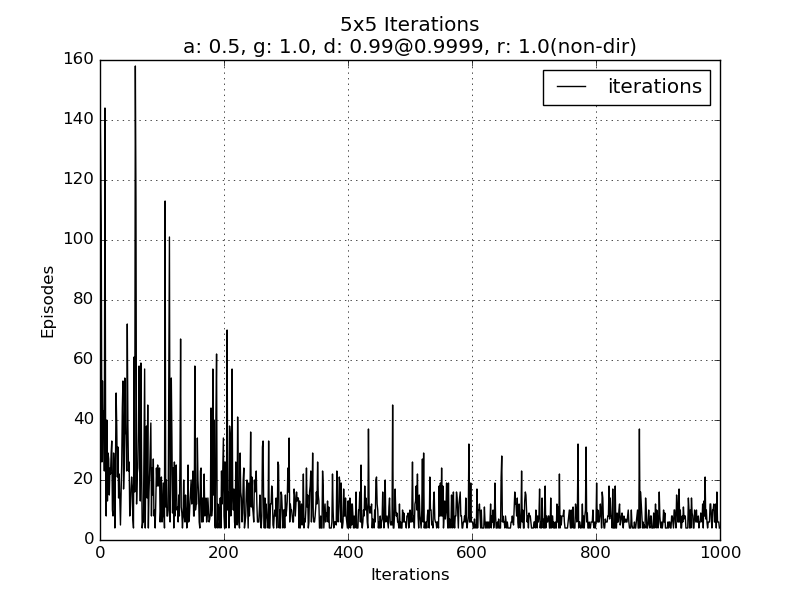 5x5 Iterations
a: 0.5, g: 1.0, d: 0.99@0.9999, r: 1.0(non-dir)
iterations
160
140
120
100
80
60
40
20
0
Episodes
0 200 400 600 800 1000
Iterations